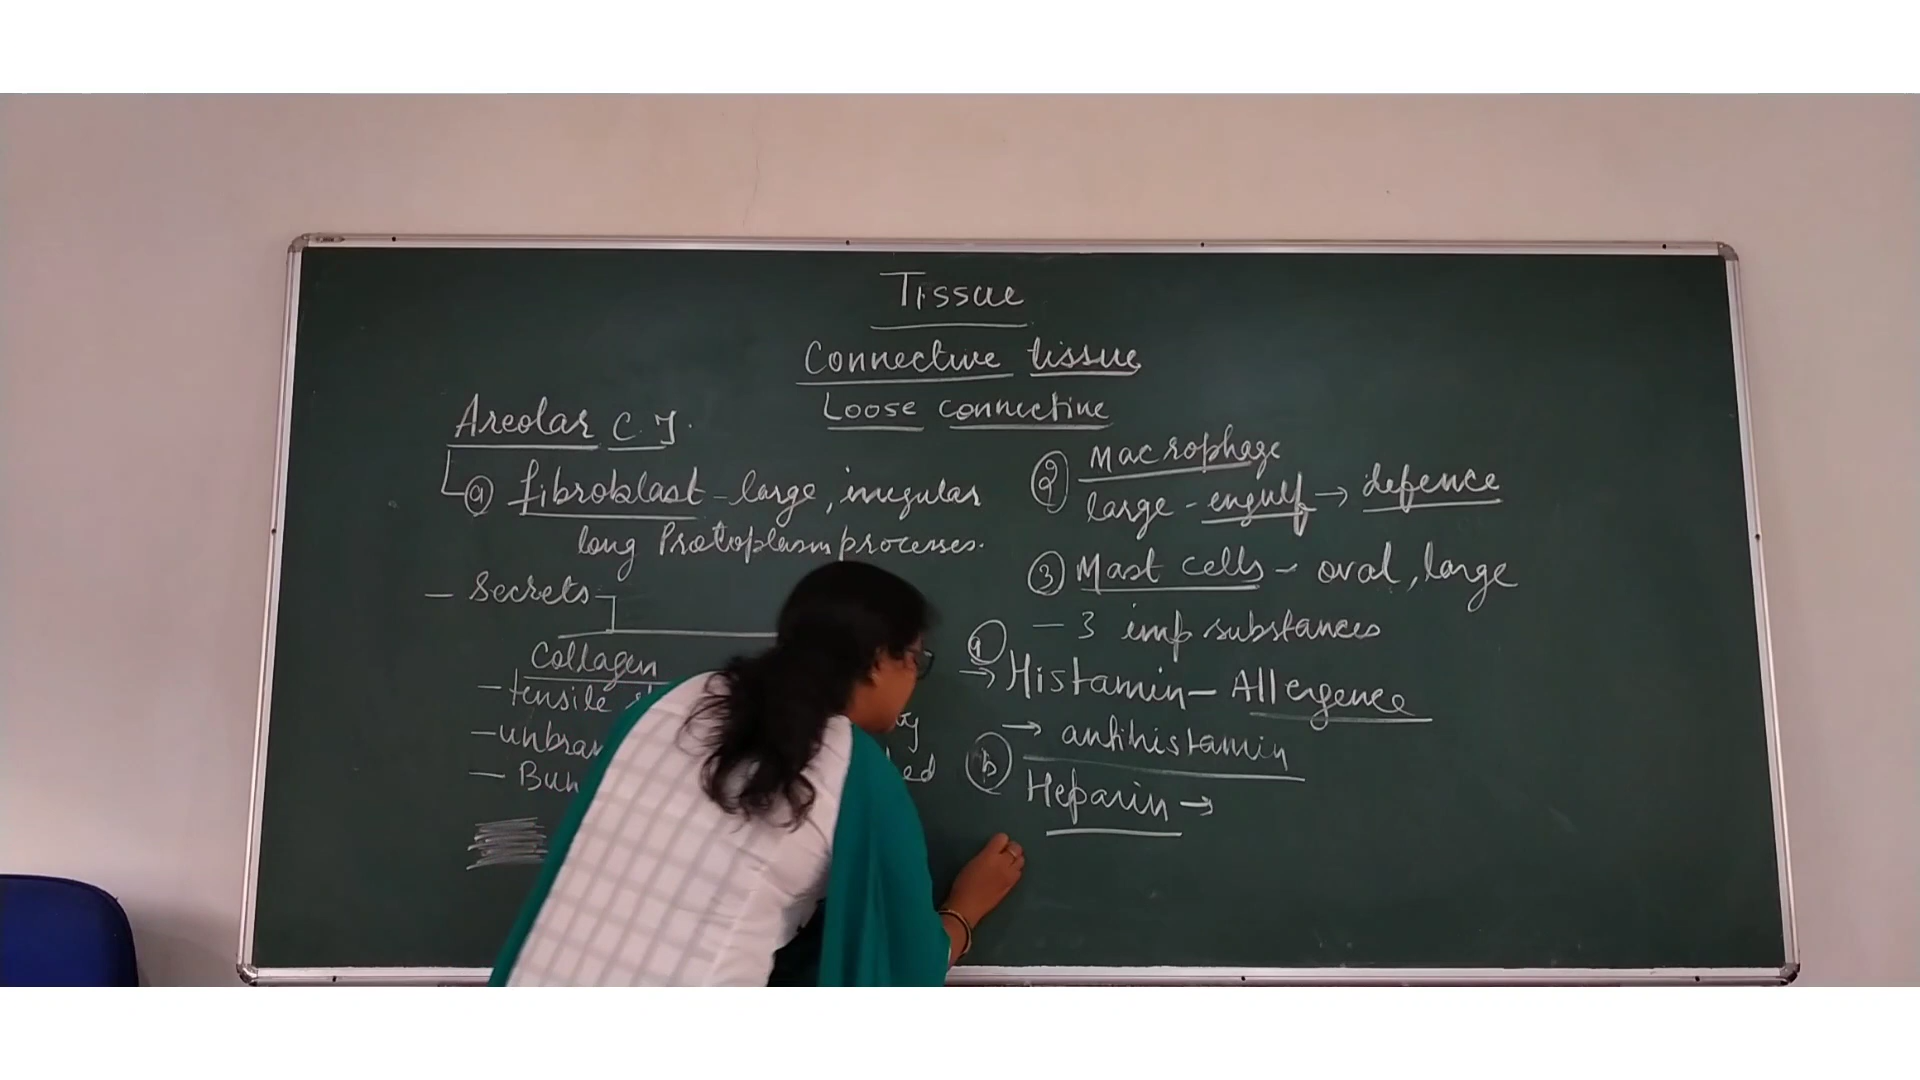 Tissue
Connective tissue
Loose connective
Areolar C.T.
a fibroblast - large, irregular
long Protoplasm processes.
- Secrets
Collagen
- tensile
-
-
ed
2 Macrophage
large - engulf → defence
3 Mast cells - oval, large
- 3 imp substances
a
→ Histamin - Allergence
→ antihistamin
b Heparin →